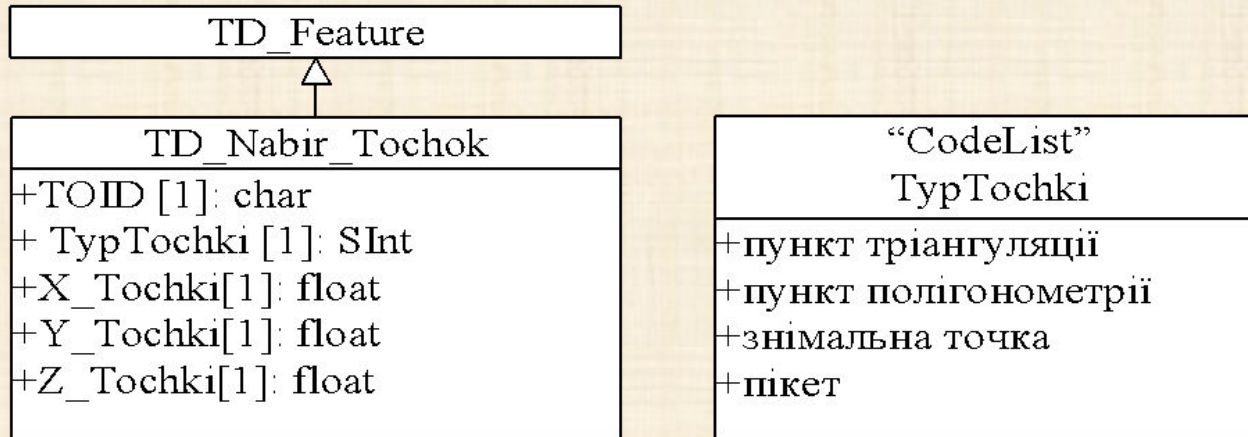 TD_Feature
TD_Nabir_Tochok
+TOID [1]: char
+ TypTochki [1]: SInt
+X_Tochki[1]: float
+Y_Tochki[1]: float
+Z_Tochki[1]: float
“CodeList”
TypTochki
+пункт тріангуляції
+пункт полігонометрії
+знімальна точка
+пікет